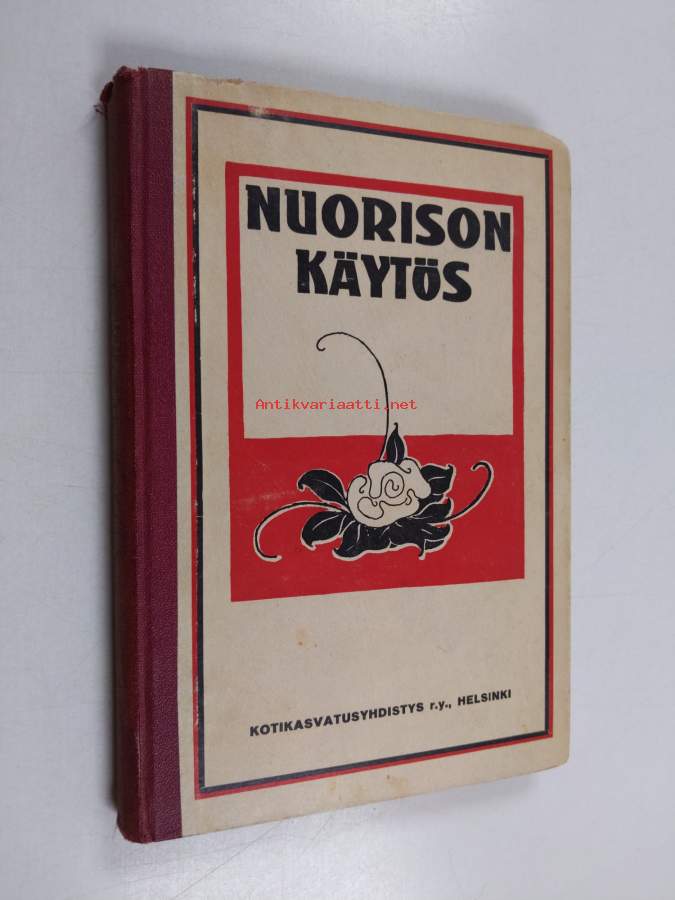 NUORISON
KÄYTÖS
Antikvariaatti.net
KOTIKASVATUSYHDISTYS r.y., HELSINKI